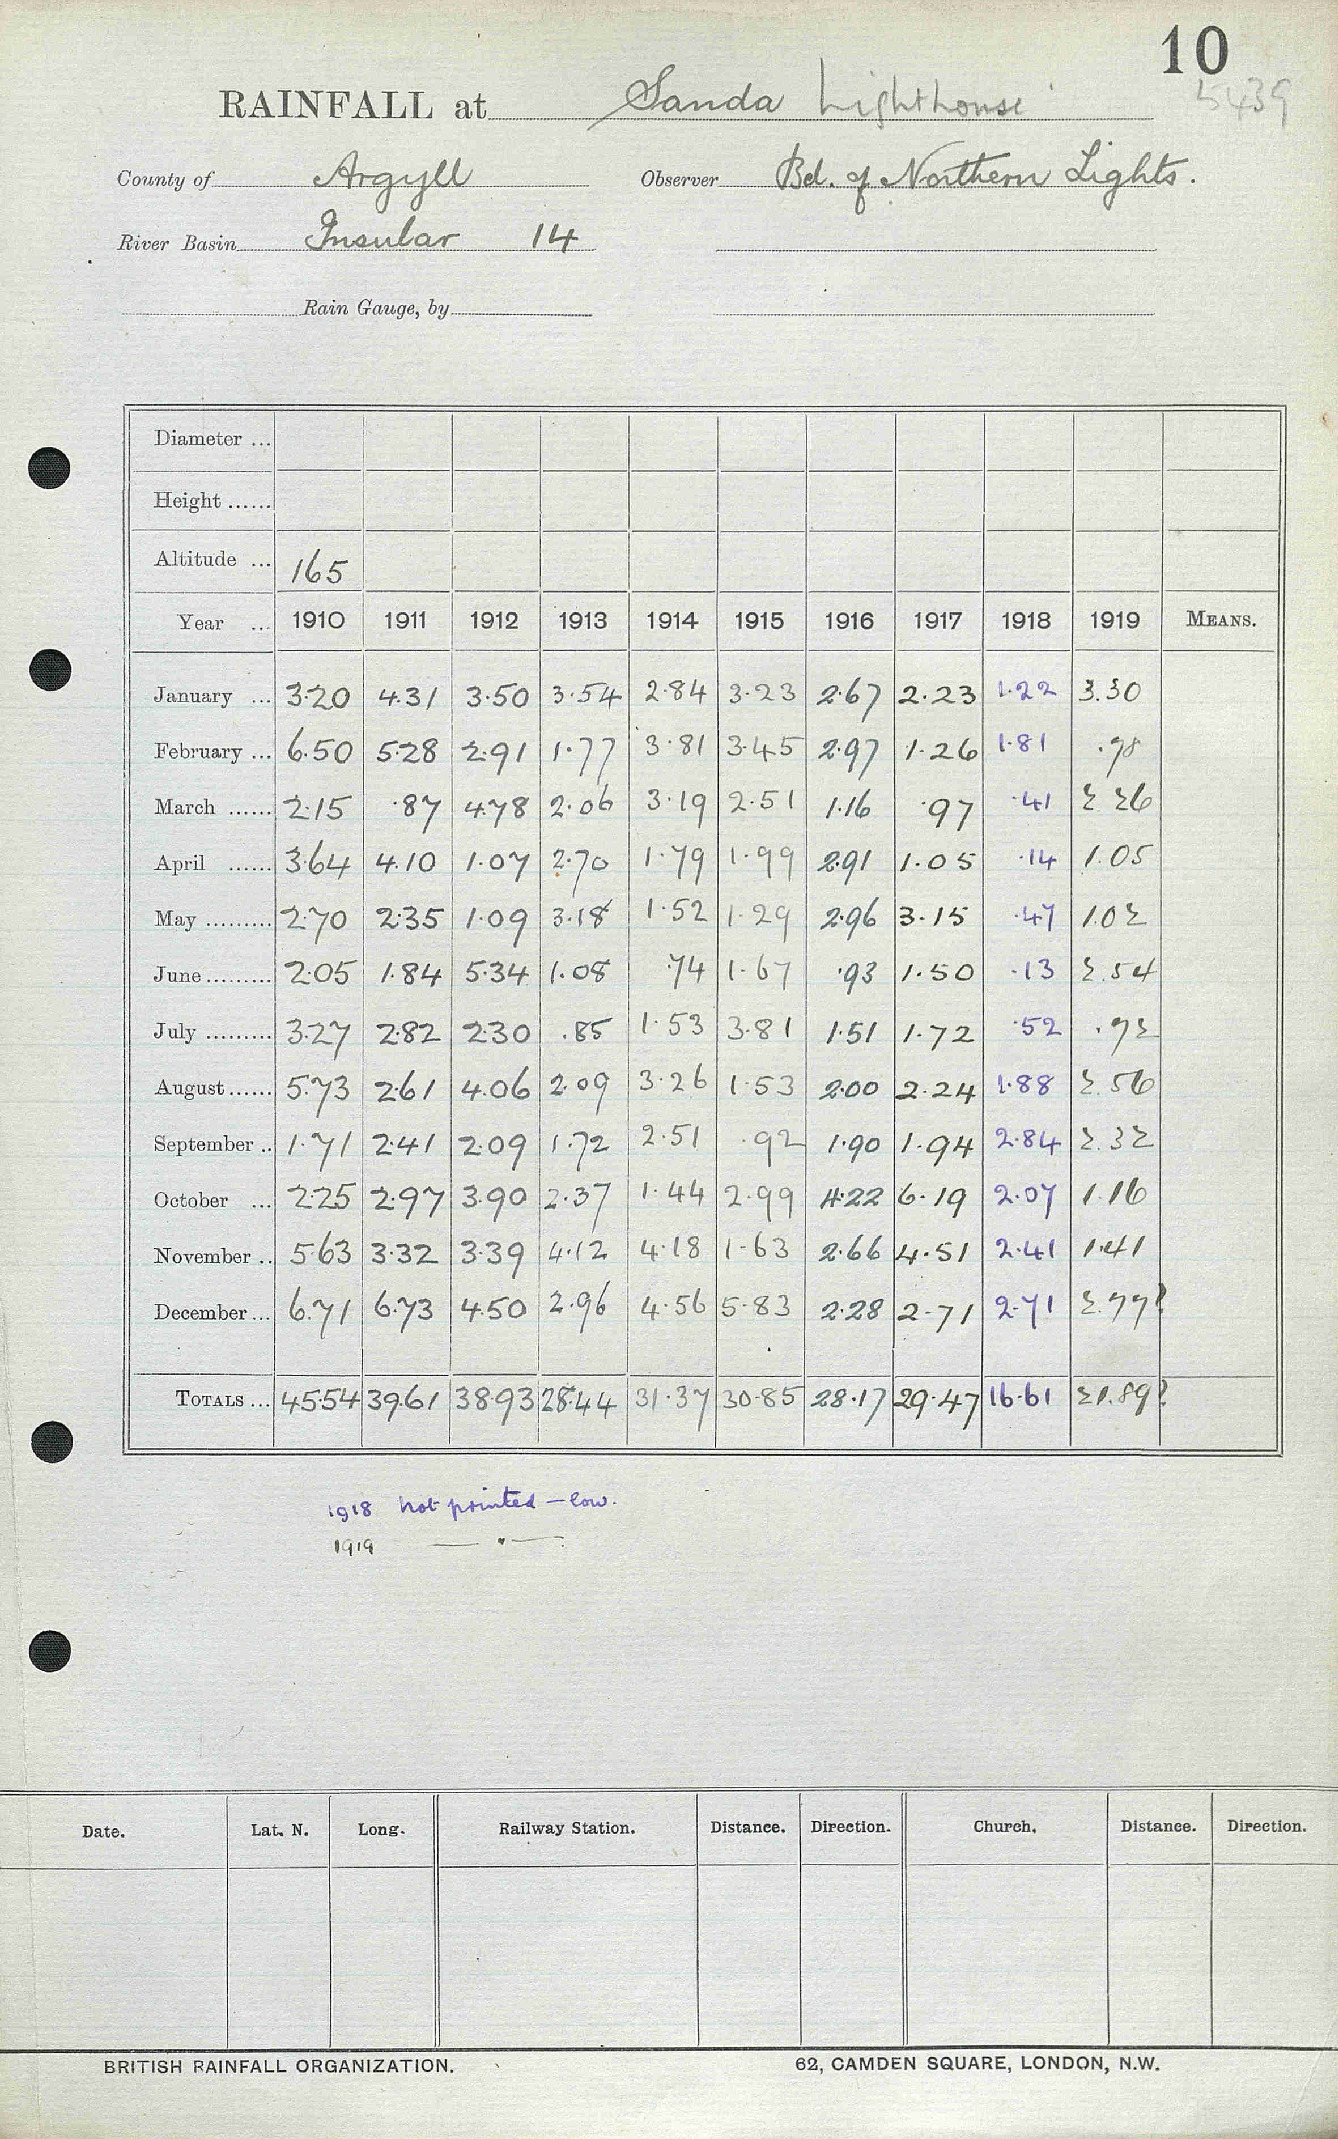 10
RAINFALL at Sanda Lighthouse 5439
County of Argyll Observer Bd. of Northern Lights.
River Basin Insular 14
Rain Gauge, by
Diameter ...
Height ......
Altitude ... 165
Year ... 1910 1911 1912 1913 1914 1915 1916 1917 1918 1919 MEANS.
January ... 3.20 4.31 3.50 3.54 2.84 3.23 2.67 2.23 1.22 3.30
February ... 6.50 5.28 2.91 1.77 3.81 3.45 2.97 1.26 1.81 .98
March ...... 2.15 .87 4.78 2.06 3.19 2.51 1.16 .97 .41 2.26
April ...... 3.64 4.10 1.07 2.70 1.79 1.99 2.91 1.05 .14 1.05
May ......... 2.70 2.35 1.09 3.18 1.52 1.29 2.96 3.15 .47 1.02
June ......... 2.05 1.84 5.34 1.08 .74 1.67 .93 1.50 .13 2.54
July ......... 3.27 2.82 2.30 .85 1.53 3.81 1.51 1.72 .52 .92
August ...... 5.73 2.61 4.06 2.09 3.26 1.53 2.00 2.24 1.88 2.56
September .. 1.71 2.41 2.09 1.72 2.51 .92 1.90 1.94 2.84 2.32
October ... 2.25 2.97 3.90 2.37 1.44 2.99 4.22 6.19 2.07 1.16
November .. 5.63 3.32 3.39 4.12 4.18 1.63 2.66 4.51 2.41 1.41
December ... 6.71 6.73 4.50 2.96 4.56 5.83 2.28 2.71 2.71 2.77?
TOTALS ... 45.54 39.61 38.93 28.44 31.37 30.85 28.17 29.47 16.61 21.89?
1918 not printed – low.
1919 — " —
Date. Lat. N. Long. Railway Station. Distance. Direction. Church. Distance. Direction.
BRITISH RAINFALL ORGANIZATION. 62, CAMDEN SQUARE, LONDON, N.W.